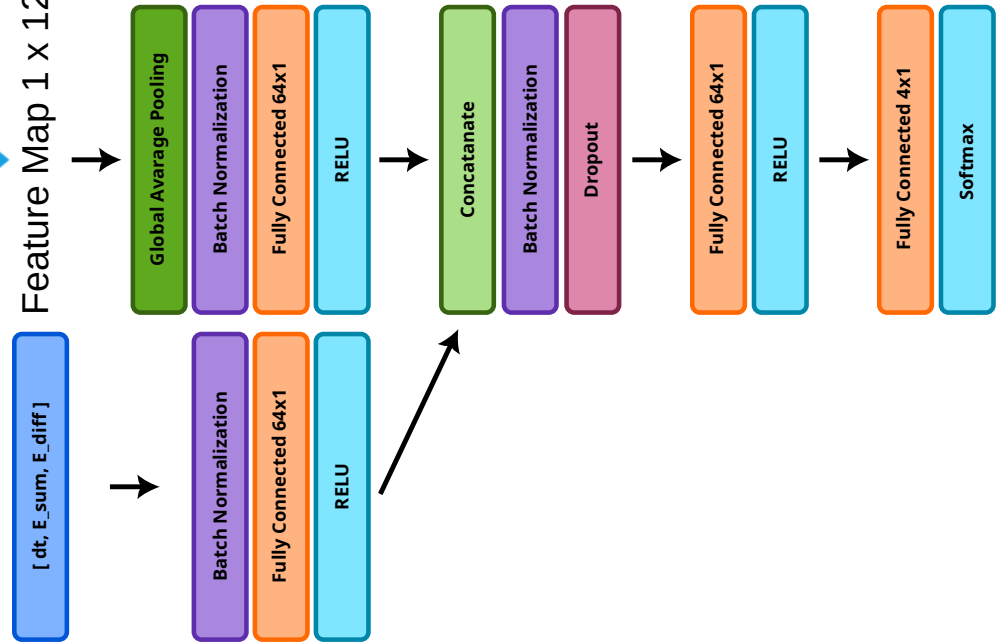 Feature Map 1 x 12
Global Avarage Pooling
Batch Normalization
Fully Connected 64x1
RELU
Concatanate
Batch Normalization
Dropout
Fully Connected 64x1
RELU
Fully Connected 4x1
Softmax
[ dt, E_sum, E_diff ]
Batch Normalization
Fully Connected 64x1
RELU